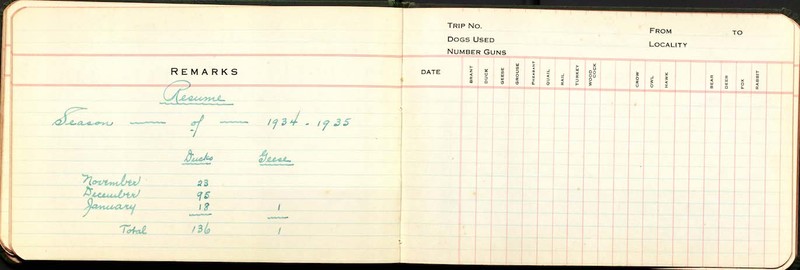 REMARKS
Resume
Season — of — 1934 - 1935
Ducks Geese
November 23
December 95
January 18 1
Total 136 1
TRIP NO. FROM TO
DOGS USED LOCALITY
NUMBER GUNS
DATE BRANT DUCK GEESE GROUSE PHEASANT QUAIL RAIL TURKEY WOOD COCK CROW OWL HAWK BEAR DEER FOX RABBIT